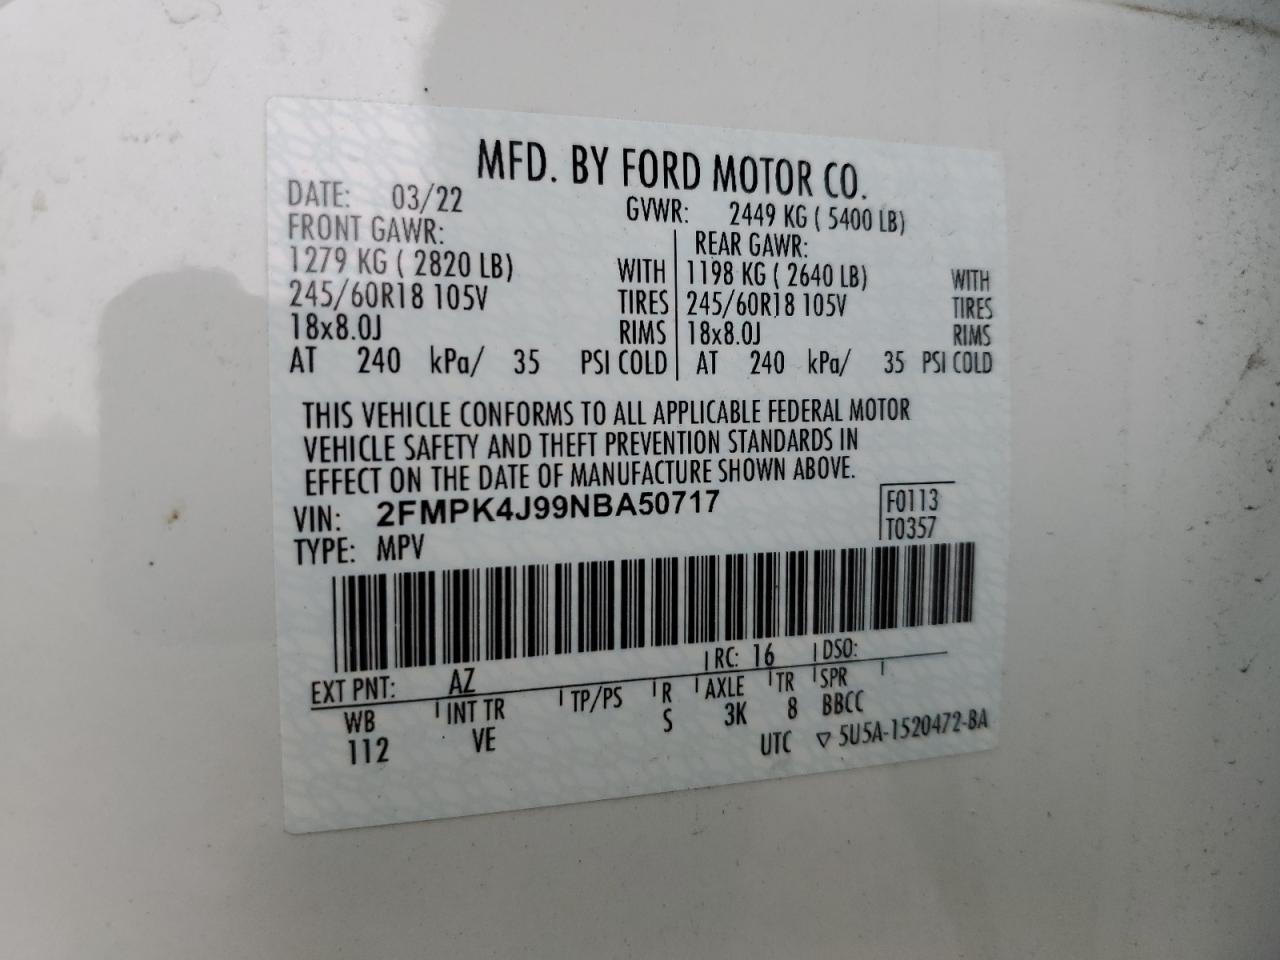 MFD. BY FORD MOTOR CO.
DATE: 03/22 GVWR: 2449 KG ( 5400 LB)
FRONT GAWR: REAR GAWR:
1279 KG ( 2820 LB) WITH 1198 KG ( 2640 LB) WITH
245/60R18 105V TIRES 245/60R18 105V TIRES
18x8.0J RIMS 18x8.0J RIMS
AT 240 kPa/ 35 PSI COLD AT 240 kPa/ 35 PSI COLD
THIS VEHICLE CONFORMS TO ALL APPLICABLE FEDERAL MOTOR
VEHICLE SAFETY AND THEFT PREVENTION STANDARDS IN
EFFECT ON THE DATE OF MANUFACTURE SHOWN ABOVE.
VIN: 2FMPK4J99NBA50717 F0113
TYPE: MPV T0357
EXT PNT: AZ RC: 16 DSO:
WB INT TR TP/PS R AXLE TR SPR
112 VE S 3K 8 BBCC
UTC ▽ 5U5A-1520472-BA